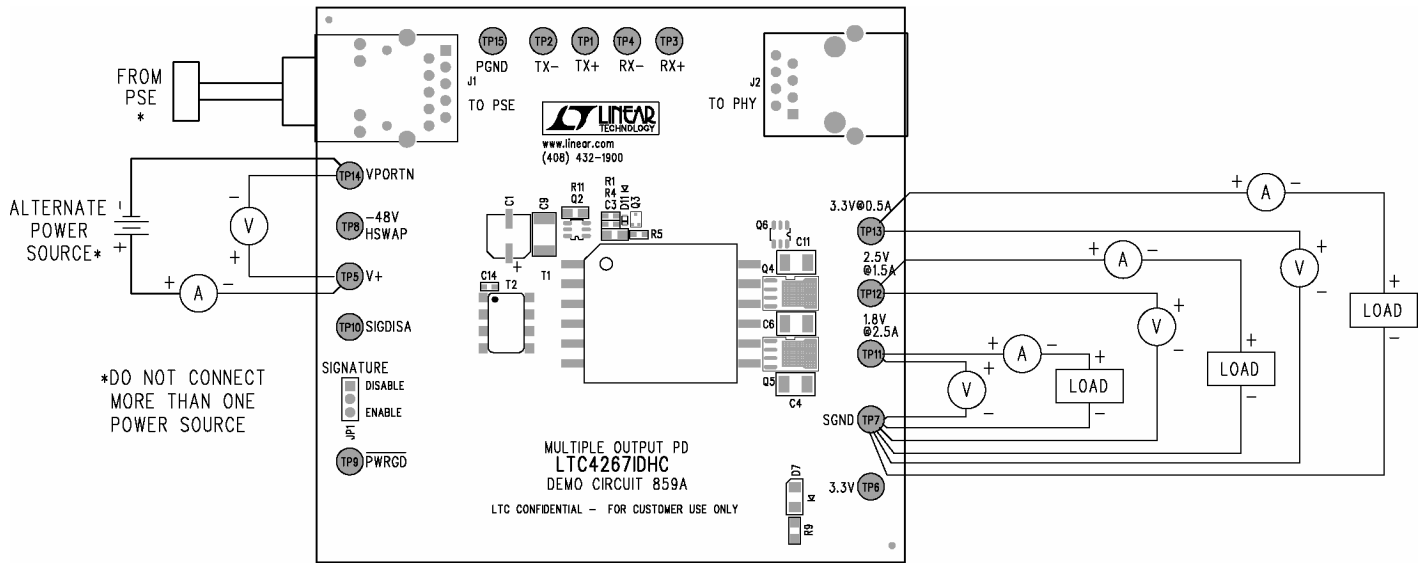 FROM
PSE
*
J1
TO PSE
TP15
PGND
TP2
TX-
TP1
TX+
TP4
RX-
TP3
RX+
J2
TO PHY
LINEAR
TECHNOLOGY
www.linear.com
(408) 432-1900
ALTERNATE
POWER
SOURCE*
-
+
-
V
+
+
A
-
TP14 VPORTN
TP8 -48V
HSWAP
TP5 V+
TP10 SIGDISA
*DO NOT CONNECT
MORE THAN ONE
POWER SOURCE
SIGNATURE
DISABLE
ENABLE
JP1
TP9 PWRGD
C1
+
C9
R11
Q2
R1
R4
C3
D11
Q3
R5
C14
T2
T1
Q6
C11
Q4
C6
Q5
C4
MULTIPLE OUTPUT PD
LTC4267IDHC
DEMO CIRCUIT 859A
LTC CONFIDENTIAL - FOR CUSTOMER USE ONLY
D7
R9
3.3V@0.5A
TP13
2.5V
@1.5A
TP12
1.8V
@2.5A
TP11
SGND TP7
3.3V TP6
+ A -
+ A -
+ A -
+
V
-
+
V
-
+
V
-
+
LOAD
-
+
LOAD
-
+
LOAD
-